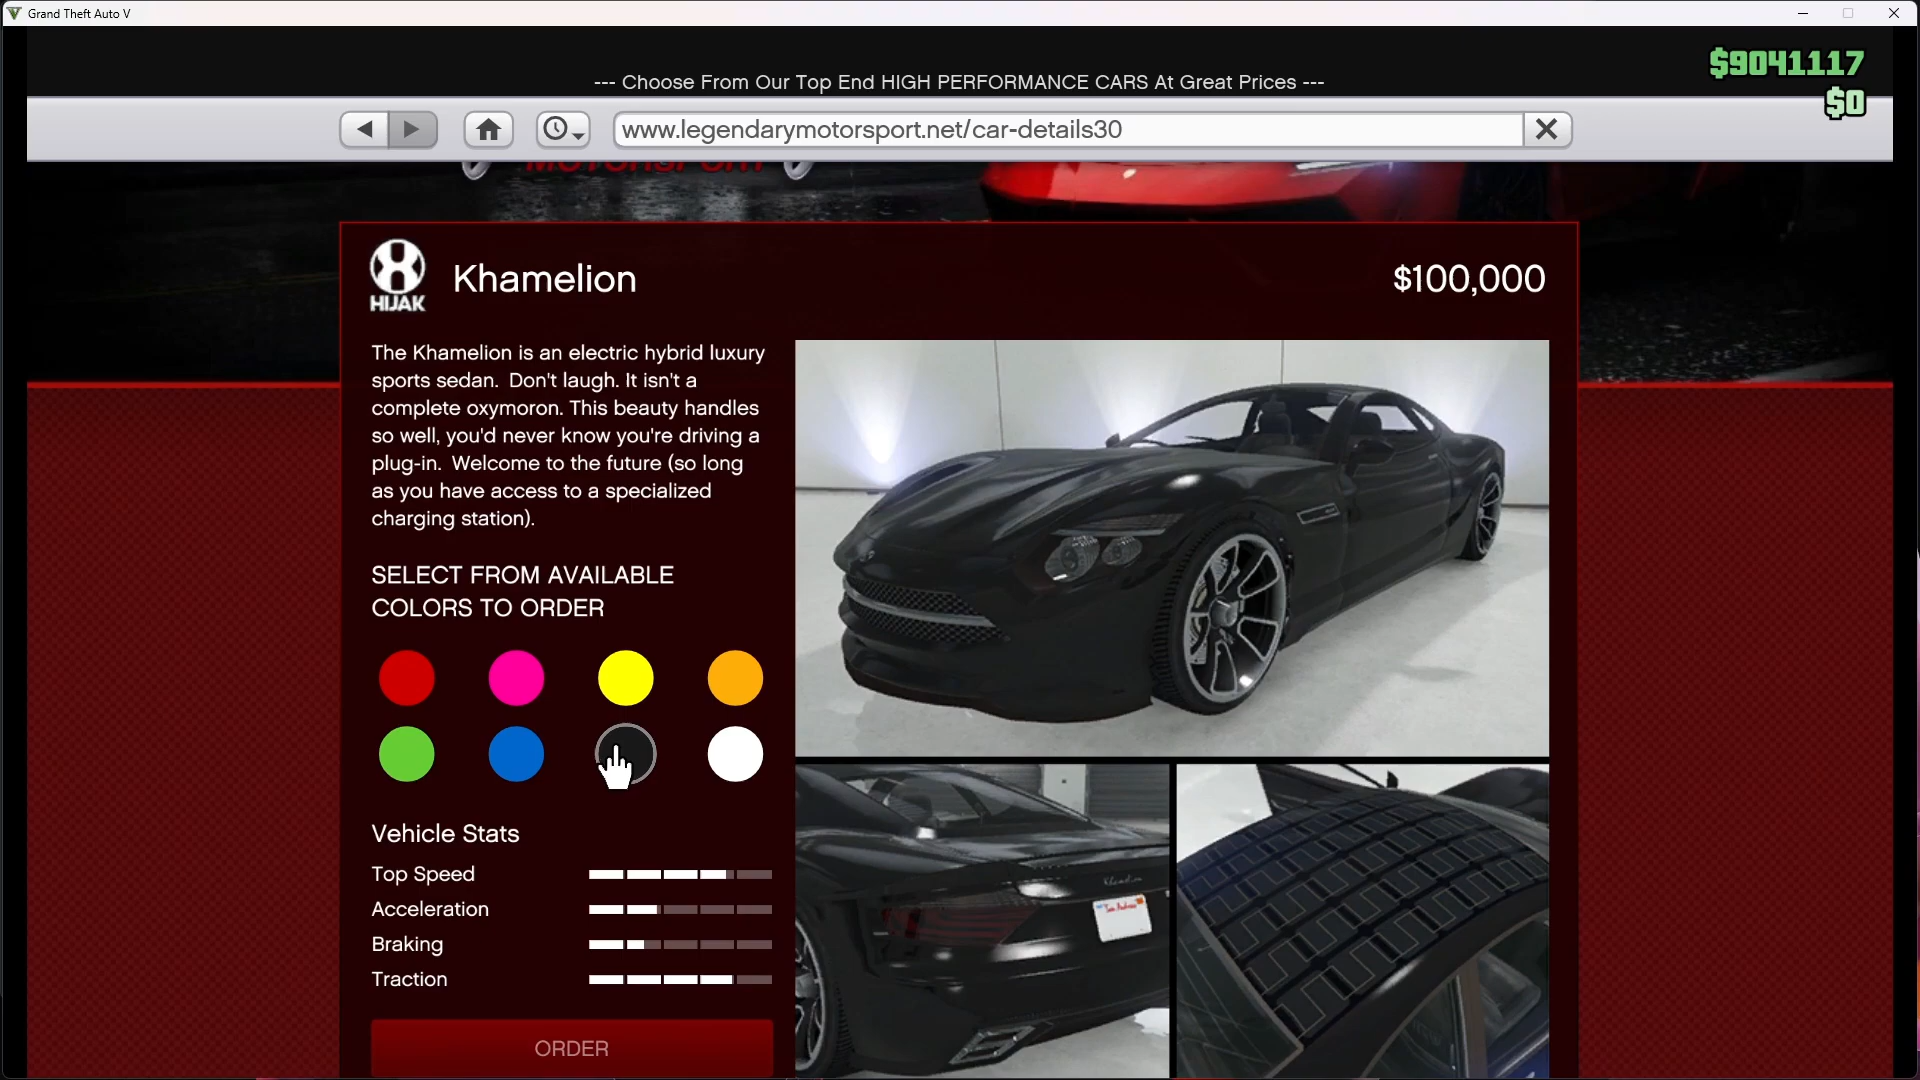 Grand Theft Auto V
$9041117
--- Choose From Our Top End HIGH PERFORMANCE CARS At Great Prices ---
$0
www.legendarymotorsport.net/car-details30
MOTORSPORT
HIJAK
Khamelion
$100,000
The Khamelion is an electric hybrid luxury
sports sedan. Don't laugh. It isn't a
complete oxymoron. This beauty handles
so well, you'd never know you're driving a
plug-in. Welcome to the future (so long
as you have access to a specialized
charging station).
SELECT FROM AVAILABLE
COLORS TO ORDER
Vehicle Stats
Top Speed
Acceleration
Braking
Traction
ORDER
Khamelion
San Andreas